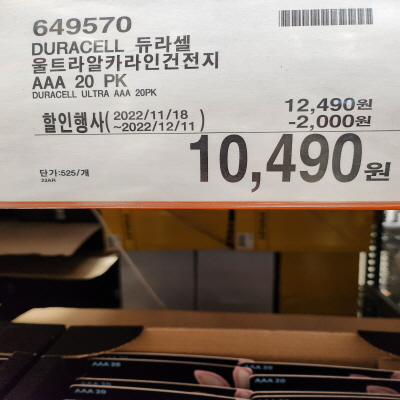 649570
DURACELL 듀라셀
울트라알카라인건전지
AAA 20 PK
DURACELL ULTRA AAA 20PK
12,490원
할인행사( 2022/11/18 ~2022/12/11 )
-2,000원
10,490원
단가:525/개
23AR
AAA 20
AAA 20
AAA 20
AAA 20